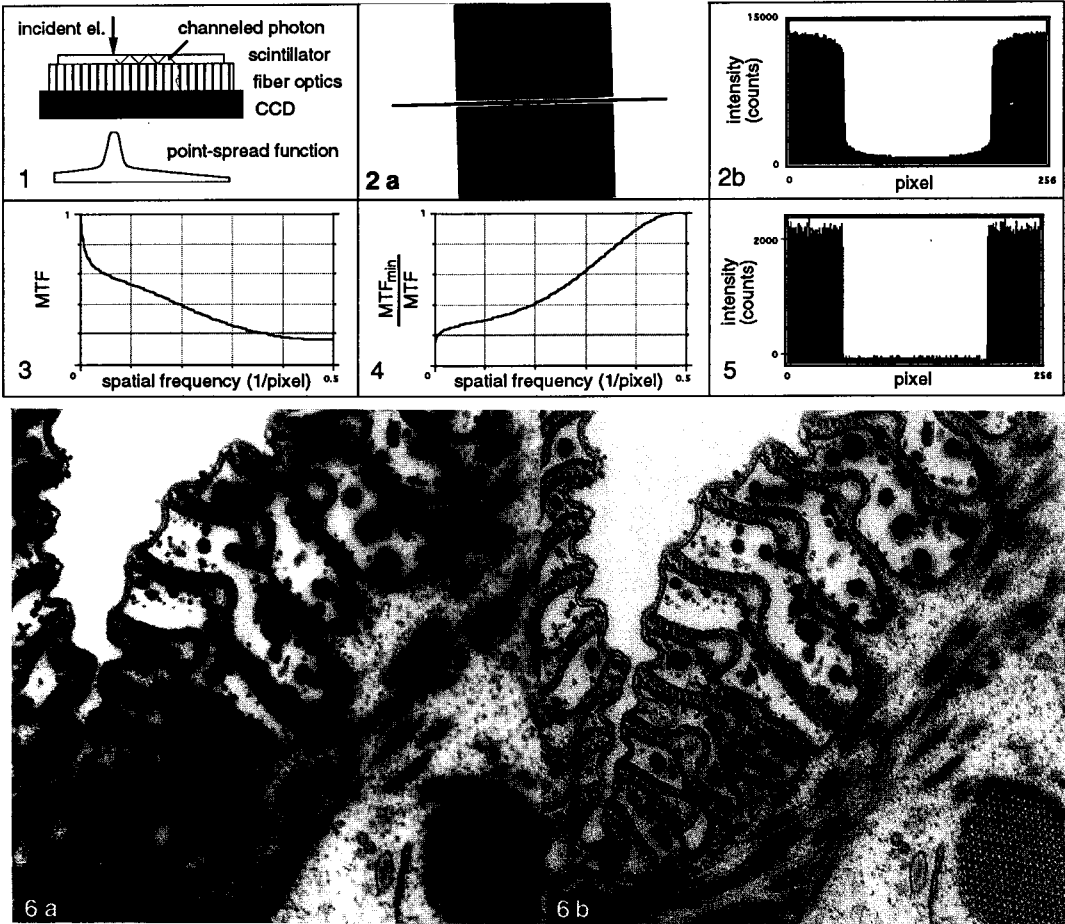 incident el.
channeled photon
scintillator
fiber optics
CCD
point-spread function
1
2 a
15000
intensity
(counts)
0
0
pixel
256
2b
1
MTF
3
spatial frequency (1/pixel)
0.5
1
MTFmin
MTF
4
0
spatial frequency (1/pixel)
0.5
2000
intensity
(counts)
0
5
0
pixel
256
6 a
6 b